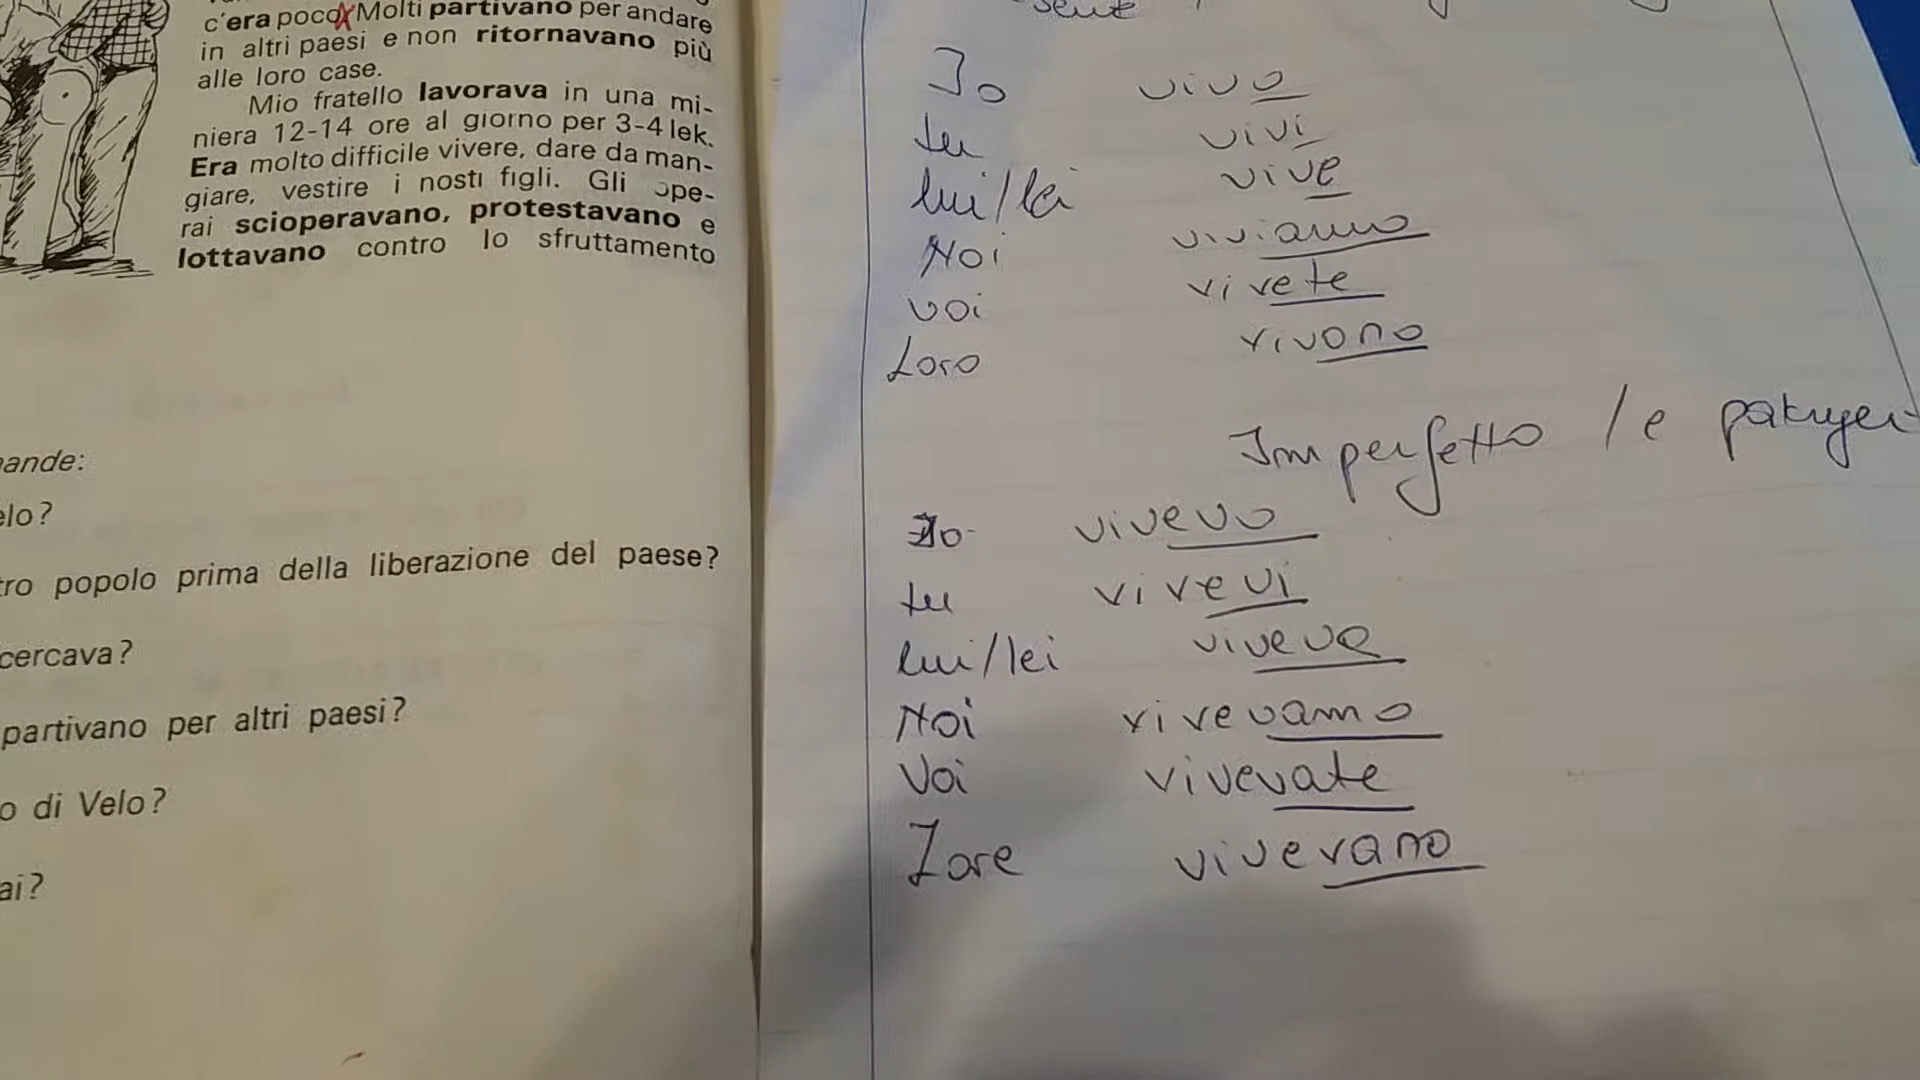 c'era poco. Molti partivano per andare
in altri paesi e non ritornavano più
alle loro case.
Mio fratello lavorava in una mi-
niera 12-14 ore al giorno per 3-4 lek.
Era molto difficile vivere, dare da man-
giare, vestire i nosti figli. Gli ope-
rai scioperavano, protestavano e
lottavano contro lo sfruttamento
ande:
elo?
tro popolo prima della liberazione del paese?
cercava?
partivano per altri paesi?
o di Velo?
ai?
Io vivo
tu vivi
lui/lei vive
Noi viviamo
voi vivete
Loro vivono
Imperfetto / e pakryer
Io vivevo
tu vivevi
lui/lei viveva
Noi vivevamo
Voi vivevate
Lore vivevano